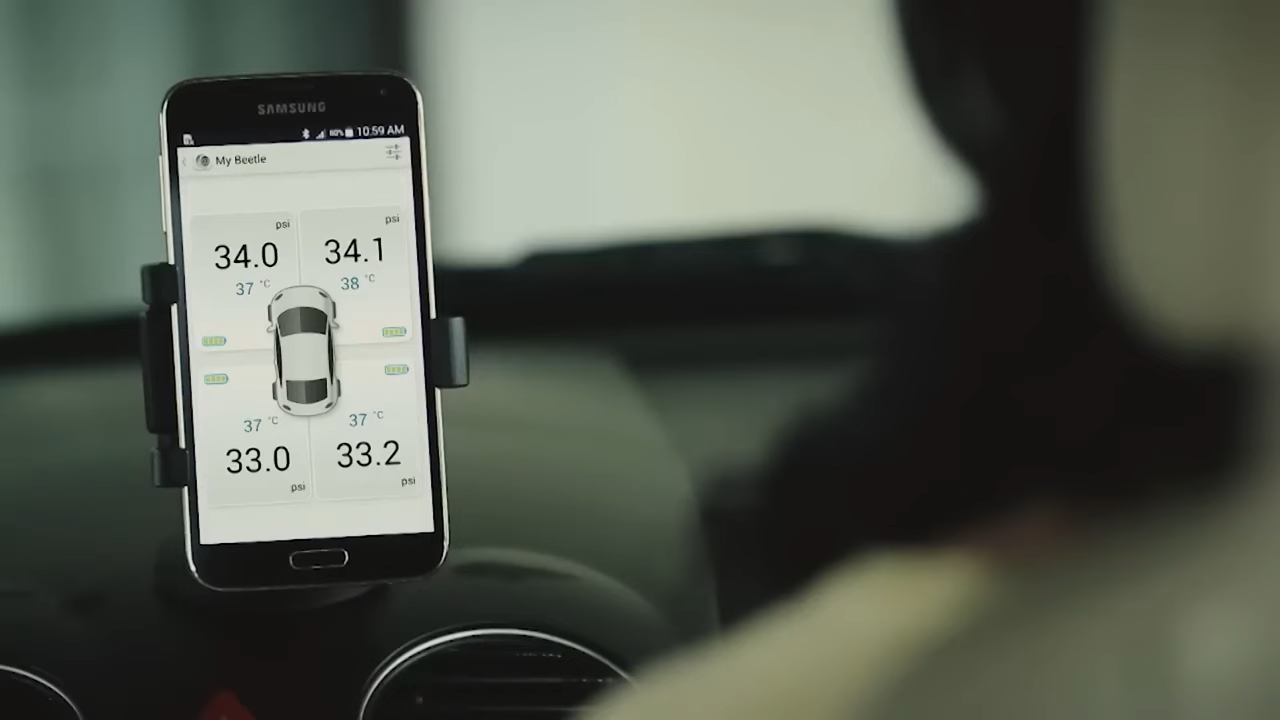 SAMSUNG
80% 10.59 AM
My Beetle
psi psi
34.0 34.1
37 °C 38 °C
37 °C 37 °C
33.0 33.2
psi psi